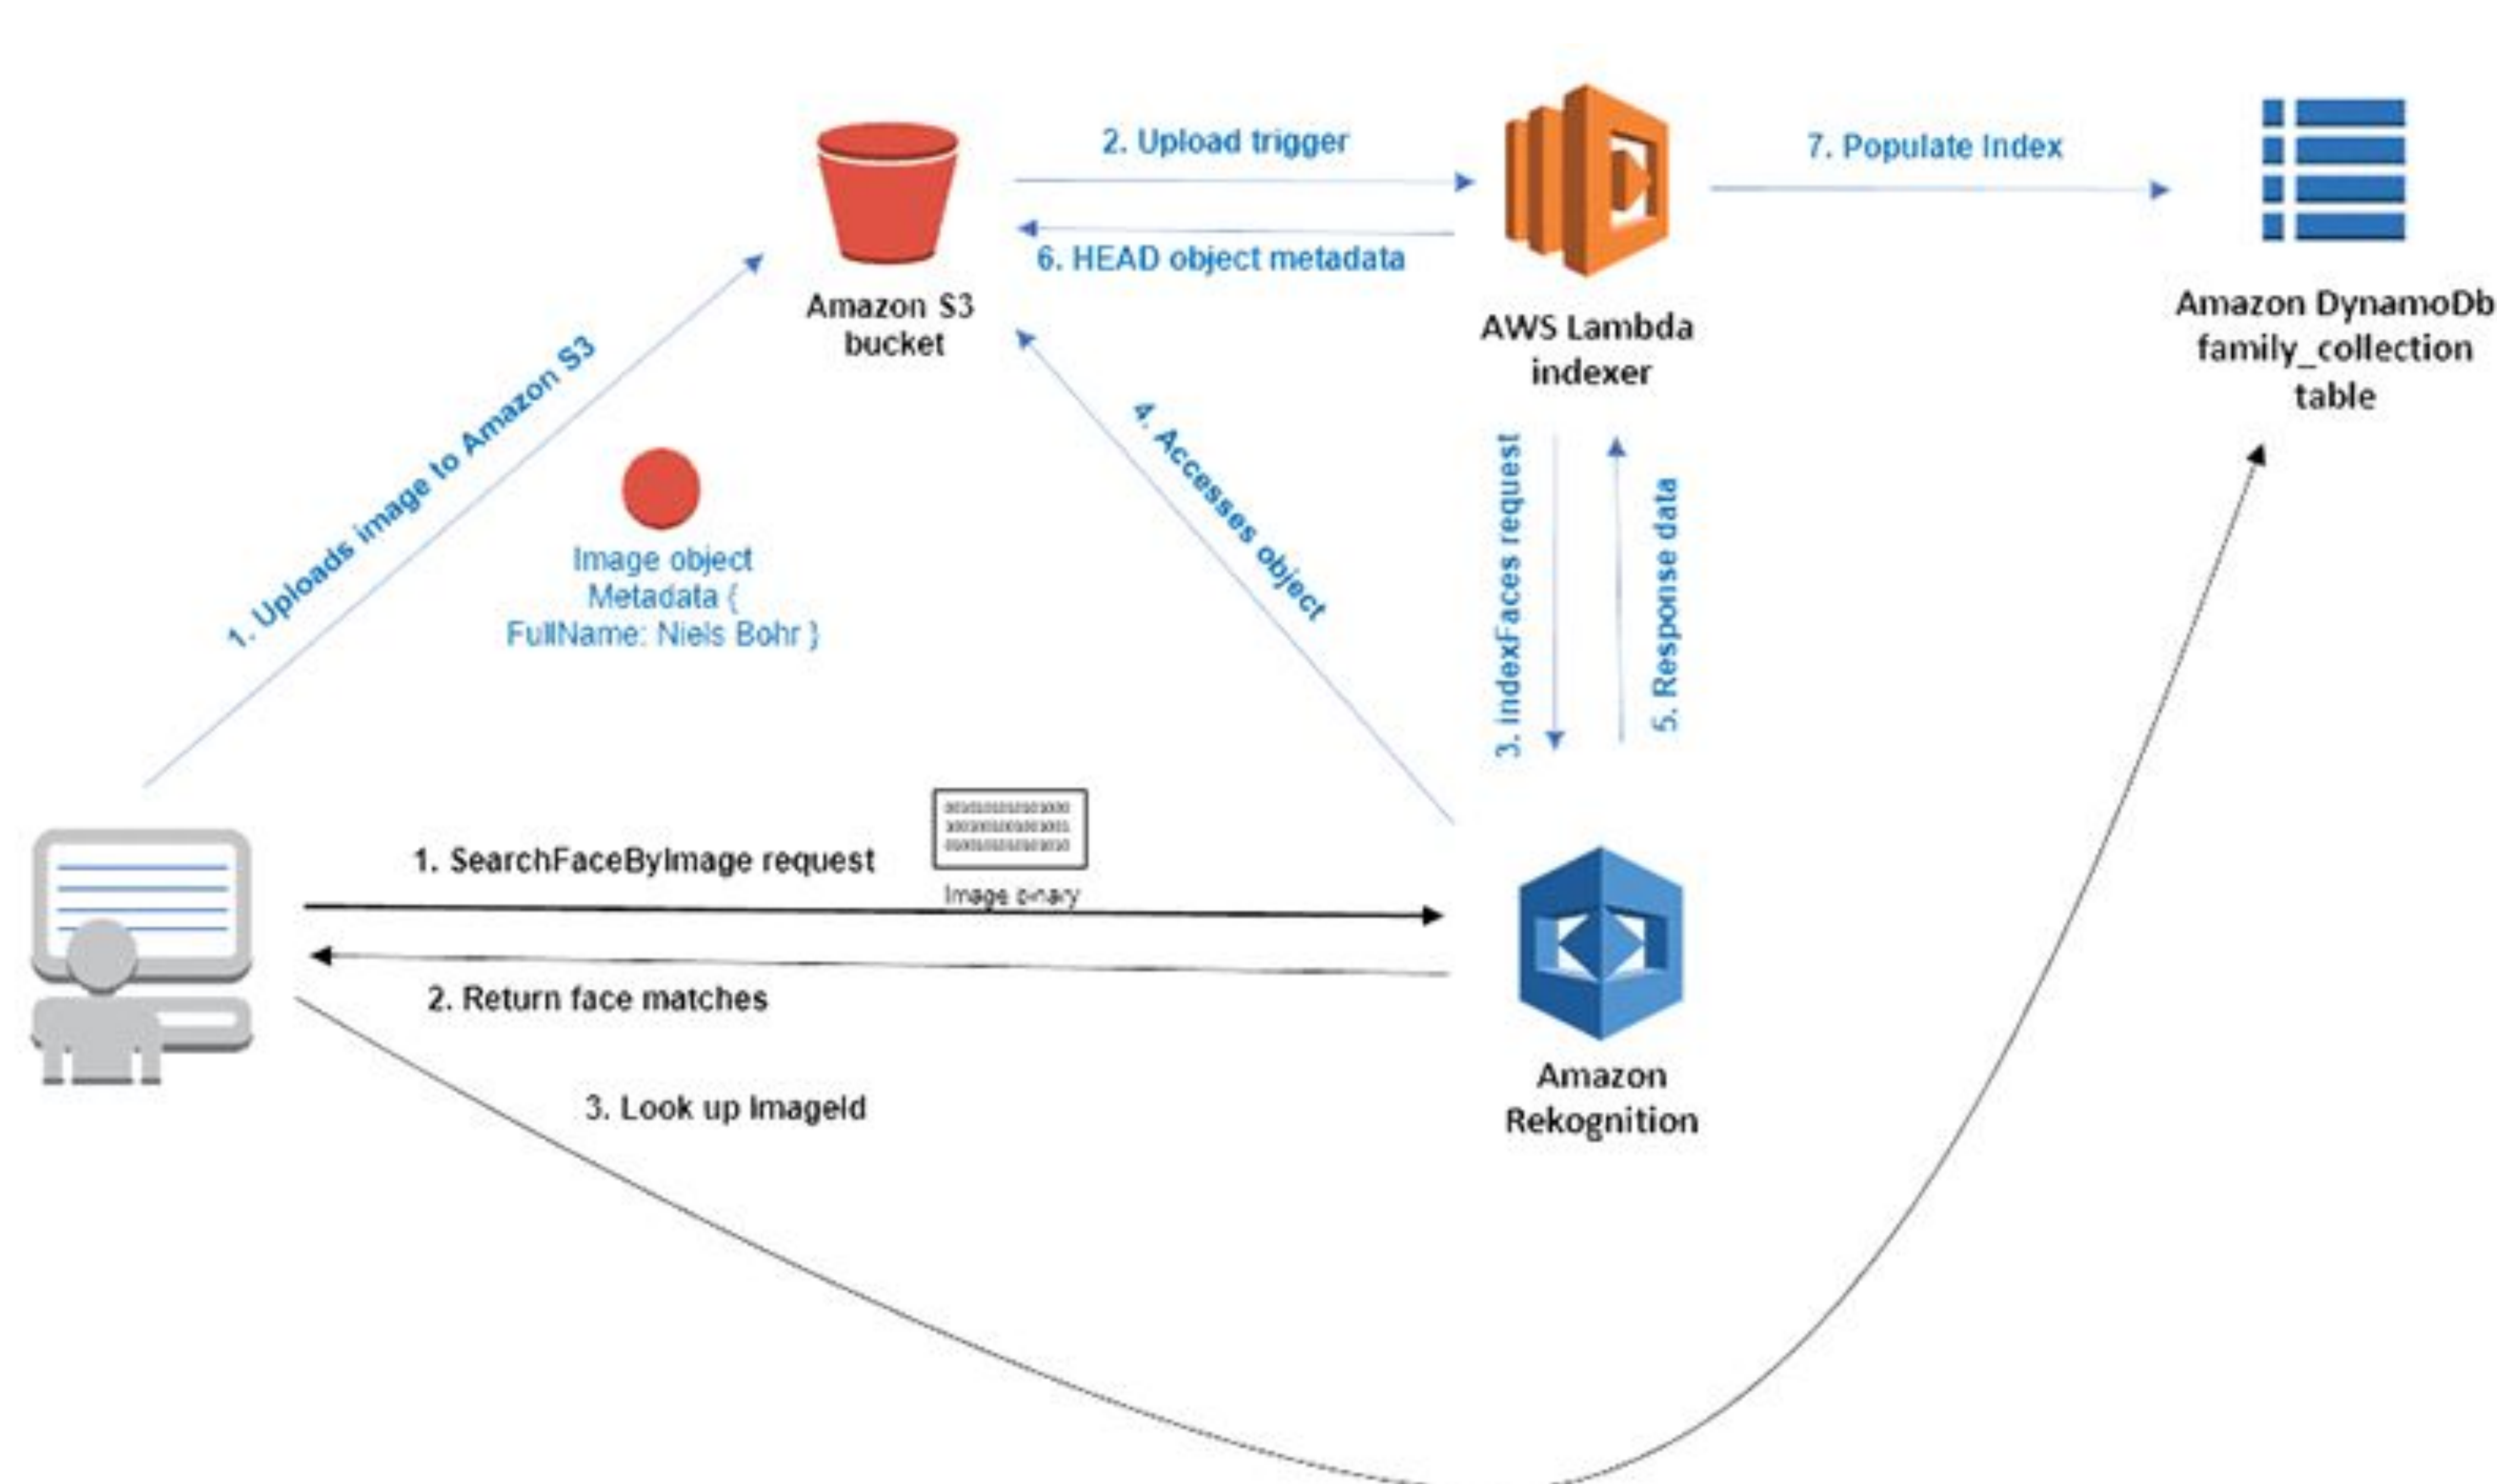 2. Upload trigger
7. Populate Index
6. HEAD object metadata
Amazon S3
bucket
AWS Lambda
indexer
Amazon DynamoDb
family_collection
table
1. Uploads image to Amazon S3
4. Accesses object
3. indexFaces request
5. Response data
Image object
Metadata {
FullName: Niels Bohr }
1. SearchFaceByImage request
Image binary
2. Return face matches
3. Look up ImageId
Amazon
Rekognition